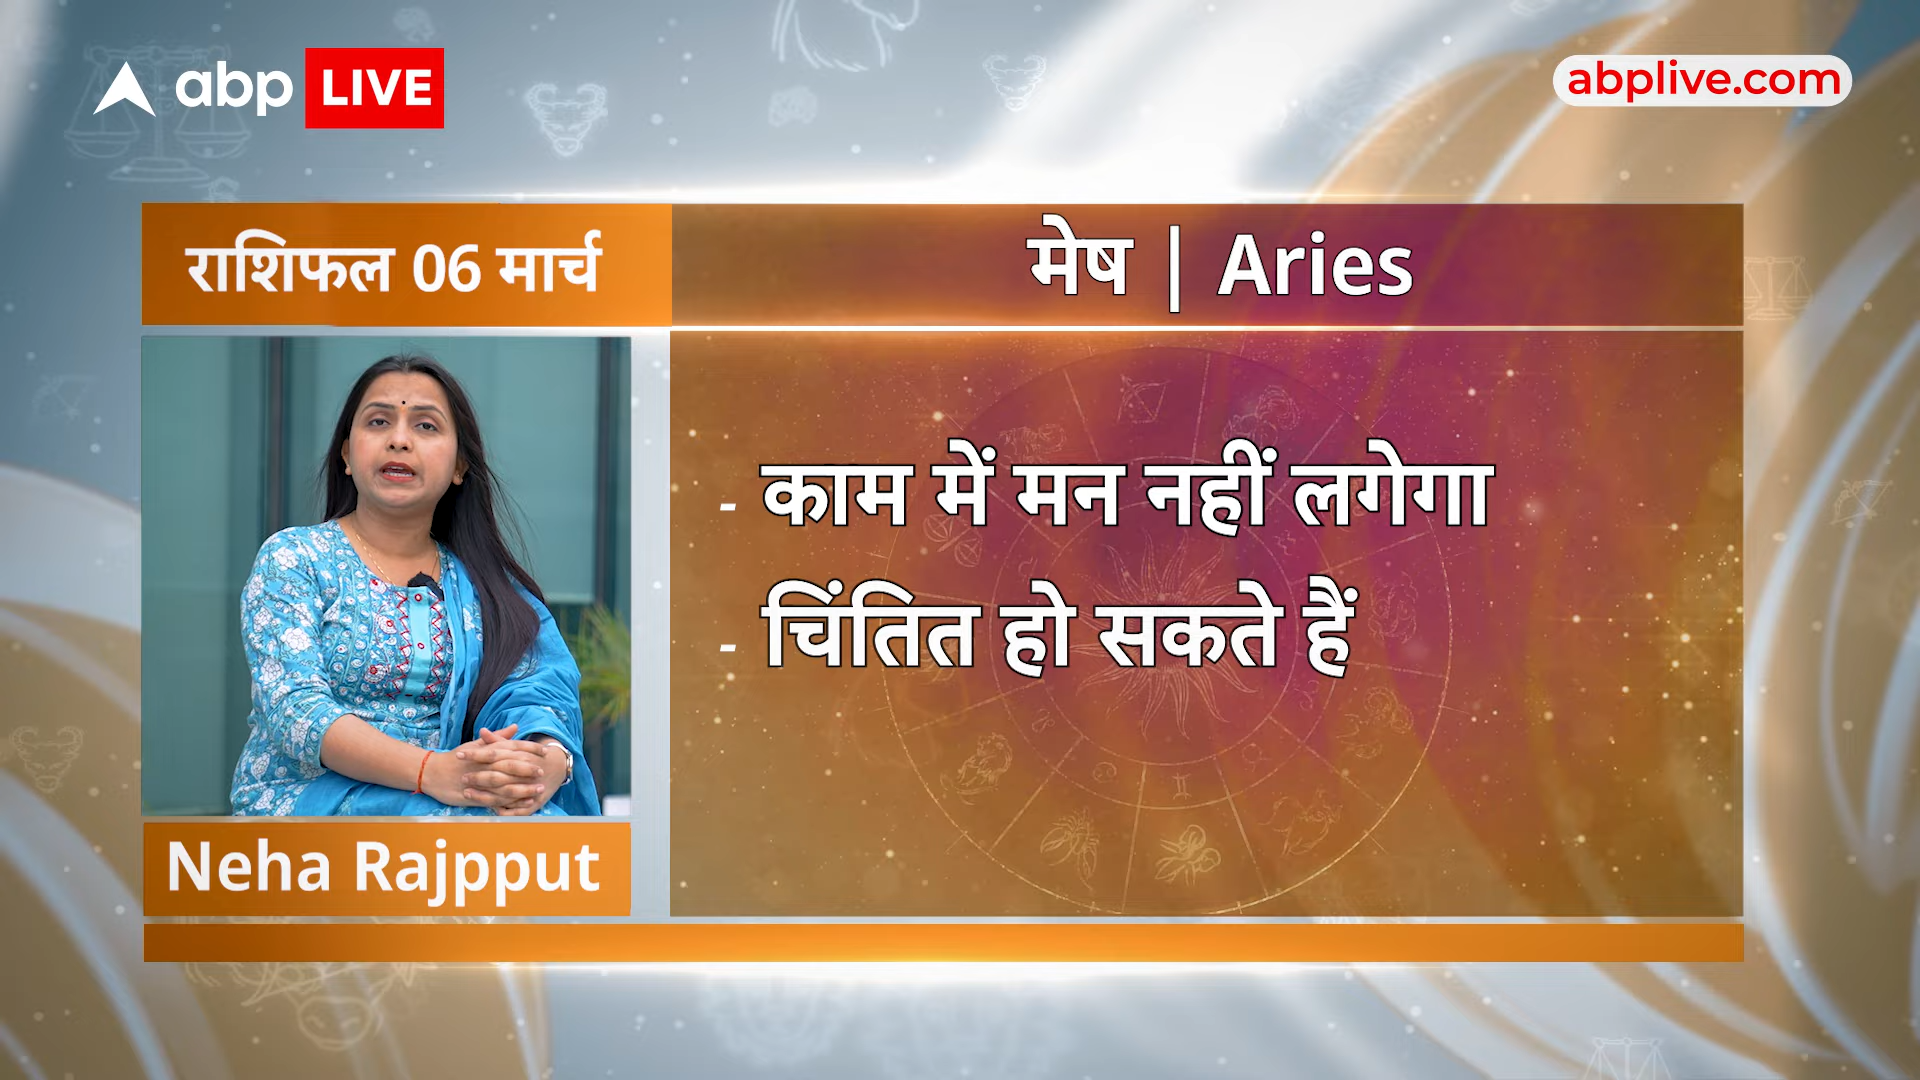 abp LIVE
abplive.com
राशिफल 06 मार्च
मेष | Aries
- काम में मन नहीं लगेगा
- चिंतित हो सकते हैं
Neha Rajpput